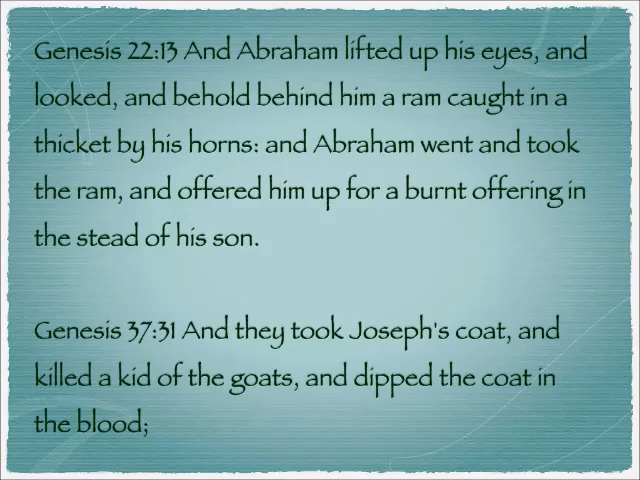 Genesis 22:13 And Abraham lifted up his eyes, and
looked, and behold behind him a ram caught in a
thicket by his horns: and Abraham went and took
the ram, and offered him up for a burnt offering in
the stead of his son.
Genesis 37:31 And they took Joseph's coat, and
killed a kid of the goats, and dipped the coat in
the blood;